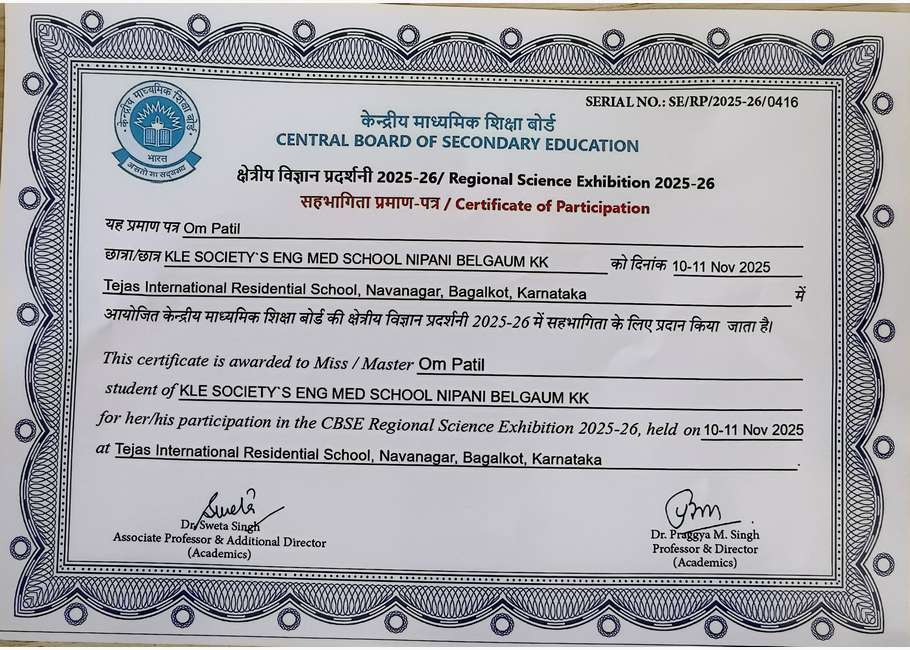 केन्द्रीय माध्यमिक शिक्षा बोर्ड
भारत
असतो मा सद्गमय
SERIAL NO.: SE/RP/2025-26/0416
केन्द्रीय माध्यमिक शिक्षा बोर्ड
CENTRAL BOARD OF SECONDARY EDUCATION
क्षेत्रीय विज्ञान प्रदर्शनी 2025-26/ Regional Science Exhibition 2025-26
सहभागिता प्रमाण-पत्र / Certificate of Participation
यह प्रमाण पत्र Om Patil
छात्रा/छात्र KLE SOCIETY`S ENG MED SCHOOL NIPANI BELGAUM KK को दिनांक 10-11 Nov 2025
Tejas International Residential School, Navanagar, Bagalkot, Karnataka में
आयोजित केन्द्रीय माध्यमिक शिक्षा बोर्ड की क्षेत्रीय विज्ञान प्रदर्शनी 2025-26 में सहभागिता के लिए प्रदान किया जाता है।
This certificate is awarded to Miss / Master Om Patil
student of KLE SOCIETY`S ENG MED SCHOOL NIPANI BELGAUM KK
for her/his participation in the CBSE Regional Science Exhibition 2025-26, held on 10-11 Nov 2025
at Tejas International Residential School, Navanagar, Bagalkot, Karnataka.
Sweta
Dr. Sweta Singh
Associate Professor & Additional Director
(Academics)
Dr. Praggya M. Singh
Professor & Director
(Academics)